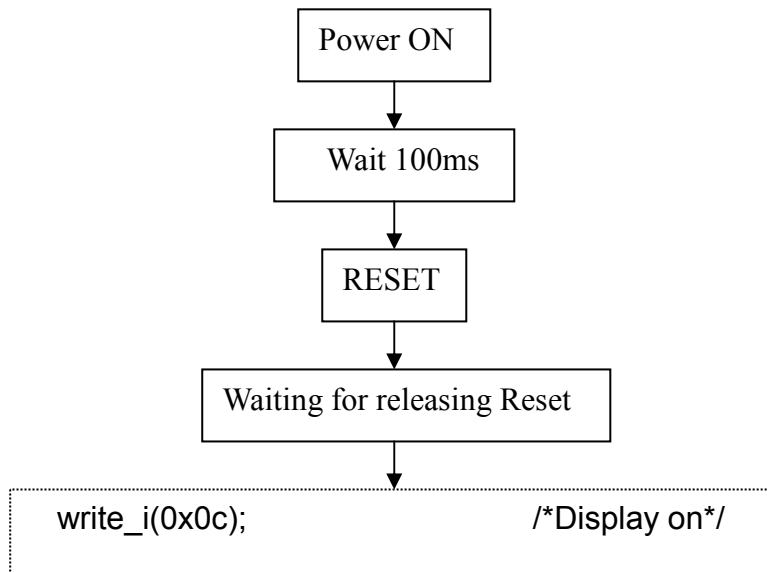 Power ON
Wait 100ms
RESET
Waiting for releasing Reset
write_i(0x0c); /*Display on*/